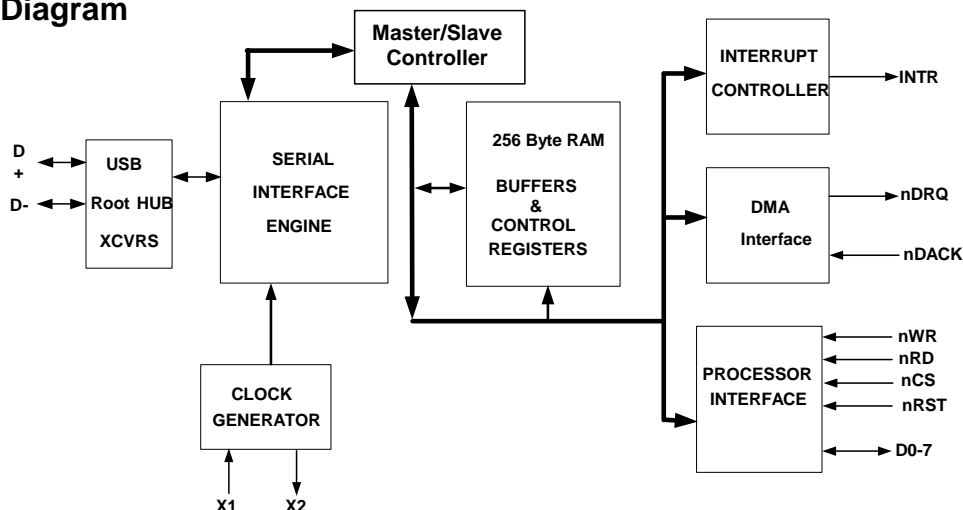 Diagram
Master/Slave
Controller
INTERRUPT
CONTROLLER
INTR
D
+
D-
USB
Root HUB
XCVRS
SERIAL
INTERFACE
ENGINE
256 Byte RAM
BUFFERS
&
CONTROL
REGISTERS
DMA
Interface
nDRQ
nDACK
PROCESSOR
INTERFACE
nWR
nRD
nCS
nRST
D0-7
CLOCK
GENERATOR
X1 X2